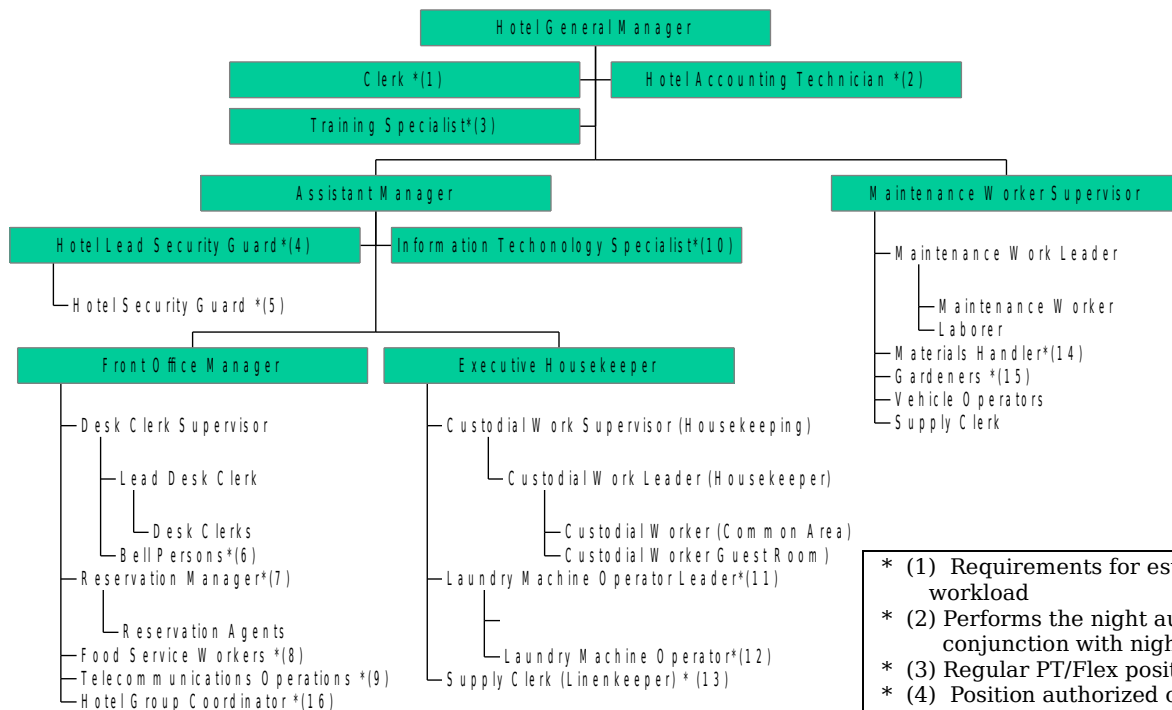 Hotel General Manager
Clerk *(1)
Hotel Accounting Technician *(2)
Training Specialist*(3)
Assistant Manager
Maintenance Worker Supervisor
Hotel Lead Security Guard*(4)
Information Techonology Specialist*(10)
Hotel Security Guard *(5)
Maintenance Work Leader
Maintenance Worker
Laborer
Materials Handler*(14)
Gardeners *(15)
Vehicle Operators
Supply Clerk
Front Office Manager
Executive Housekeeper
Desk Clerk Supervisor
Lead Desk Clerk
Desk Clerks
Bell Persons*(6)
Reservation Manager*(7)
Reservation Agents
Food Service Workers *(8)
Telecommunications Operations *(9)
Hotel Group Coordinator *(16)
Custodial Work Supervisor (Housekeeping)
Custodial Work Leader (Housekeeper)
Custodial Worker (Common Area)
Custodial Worker Guest Room)
Laundry Machine Operator Leader*(11)
Laundry Machine Operator*(12)
Supply Clerk (Linenkeeper) * (13)
* (1) Requirements for es
workload
* (2) Performs the night au
conjunction with nigh
* (3) Regular PT/Flex posit
* (4) Position authorized o